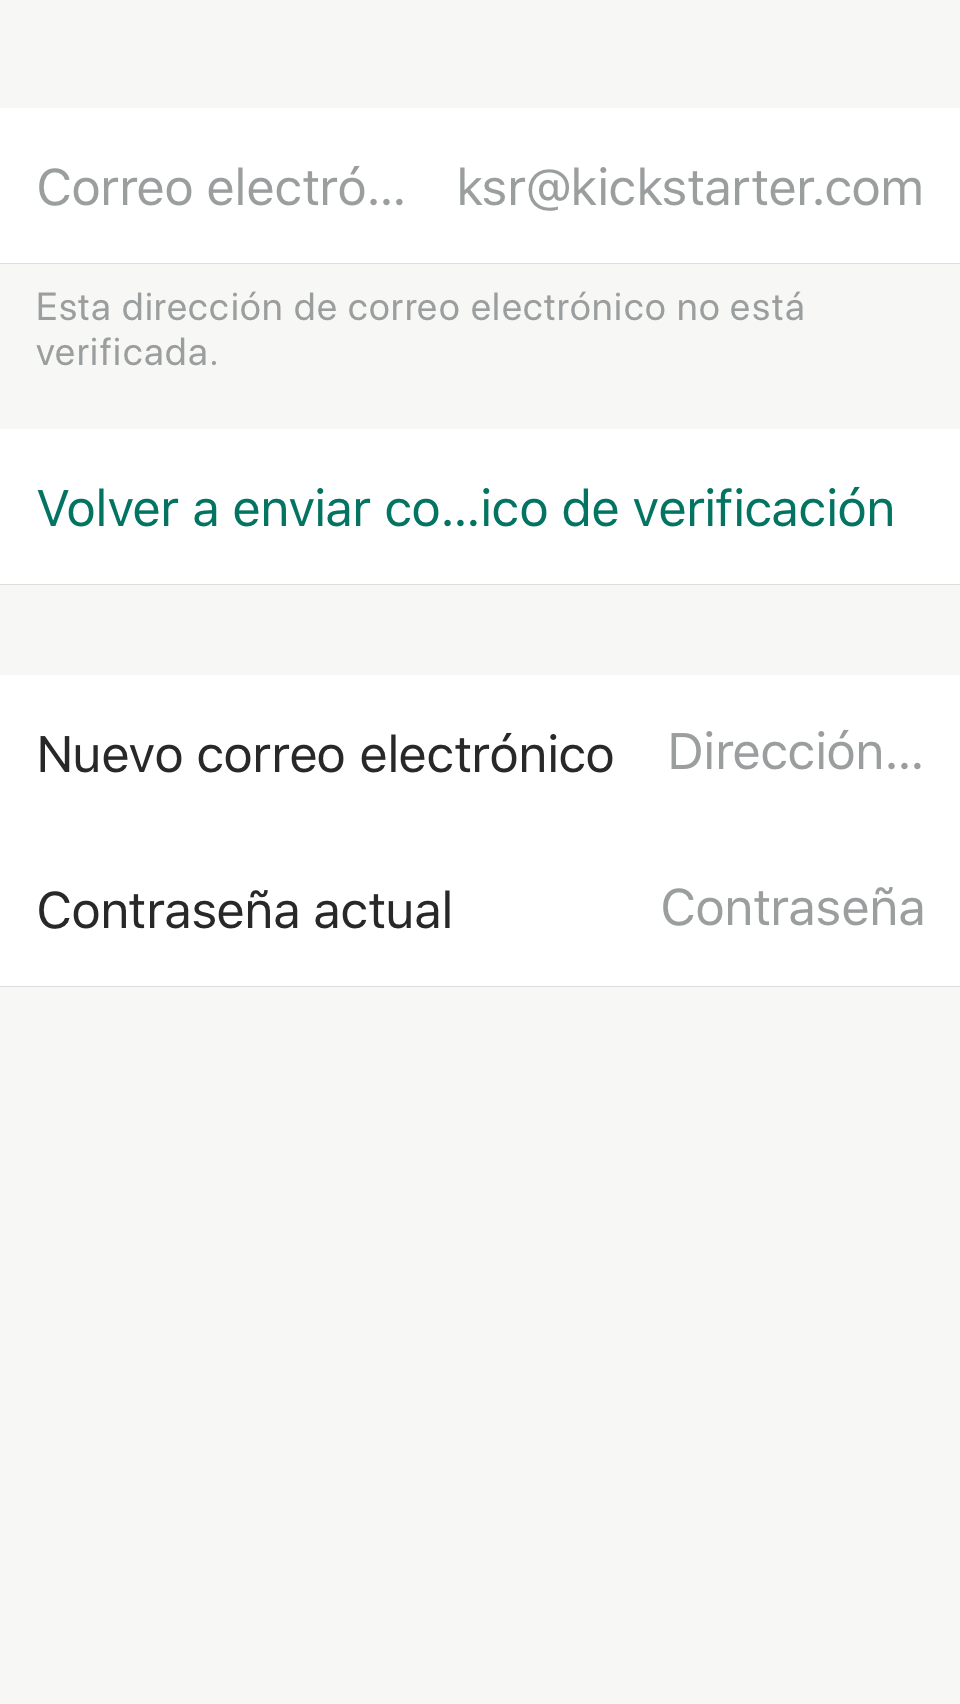 Correo electró... ksr@kickstarter.com
Esta dirección de correo electrónico no está
verificada.
Volver a enviar co...ico de verificación
Nuevo correo electrónico Dirección...
Contraseña actual Contraseña